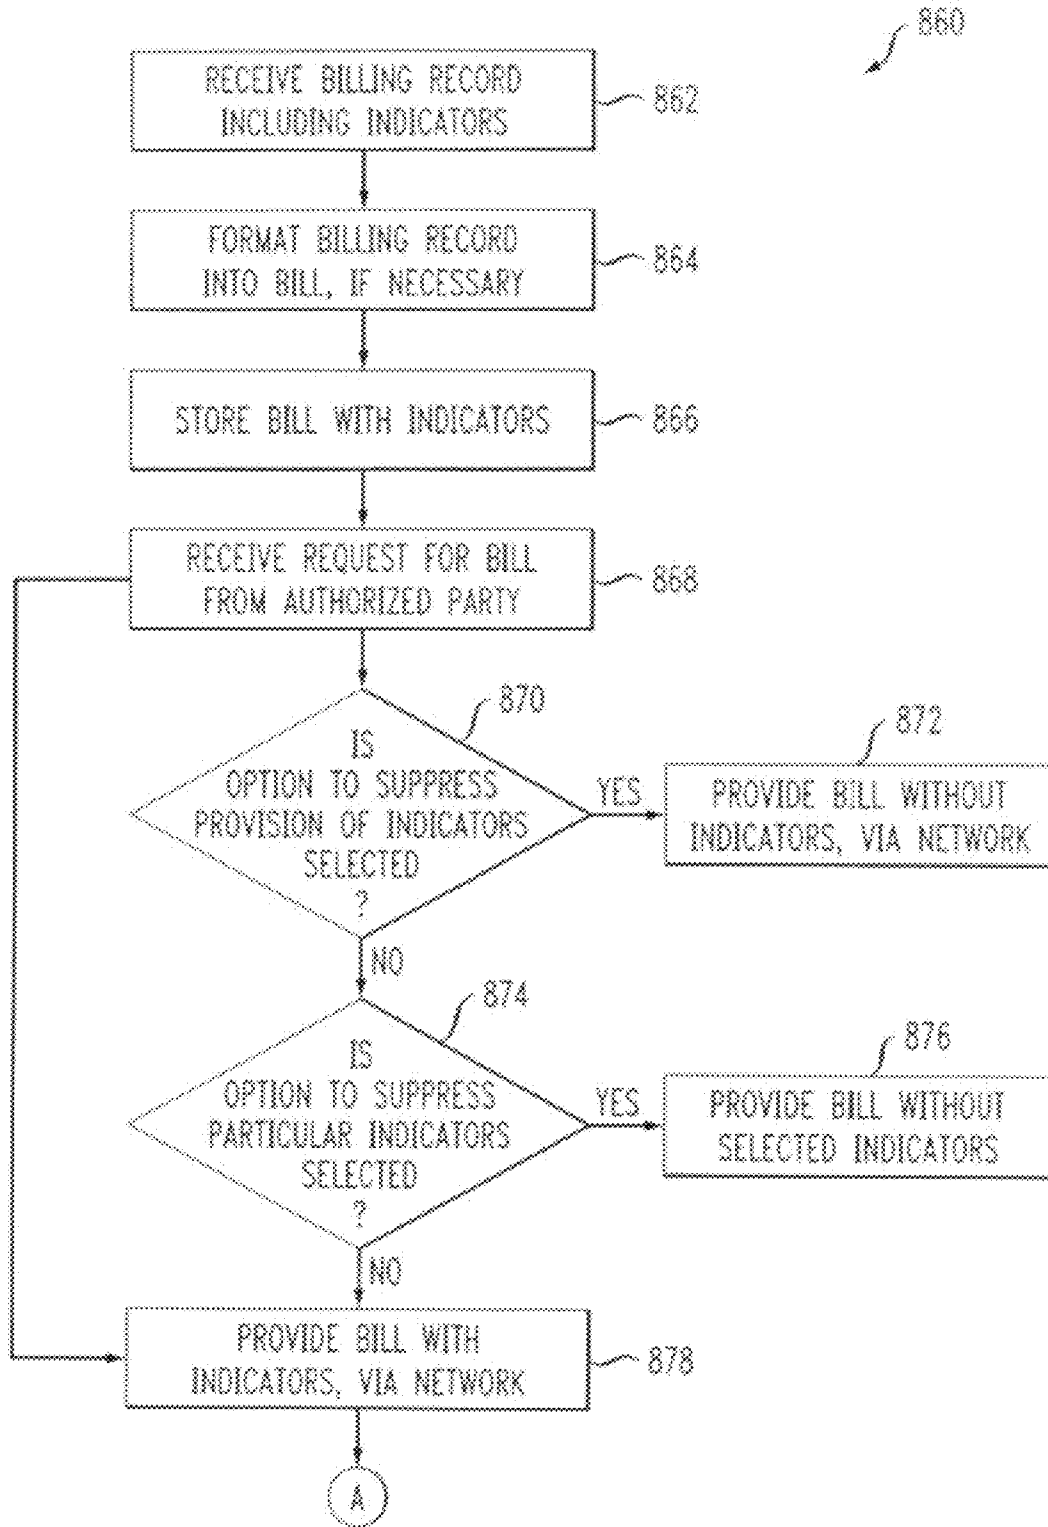 860
RECEIVE BILLING RECORD
INCLUDING INDICATORS
862
FORMAT BILLING RECORD
INTO BILL, IF NECESSARY
864
STORE BILL WITH INDICATORS
866
RECEIVE REQUEST FOR BILL
FROM AUTHORIZED PARTY
868
870
IS
OPTION TO SUPPRESS
PROVISION OF INDICATORS
SELECTED
?
YES
872
PROVIDE BILL WITHOUT
INDICATORS, VIA NETWORK
NO
874
IS
OPTION TO SUPPRESS
PARTICULAR INDICATORS
SELECTED
?
YES
876
PROVIDE BILL WITHOUT
SELECTED INDICATORS
NO
PROVIDE BILL WITH
INDICATORS, VIA NETWORK
878
A